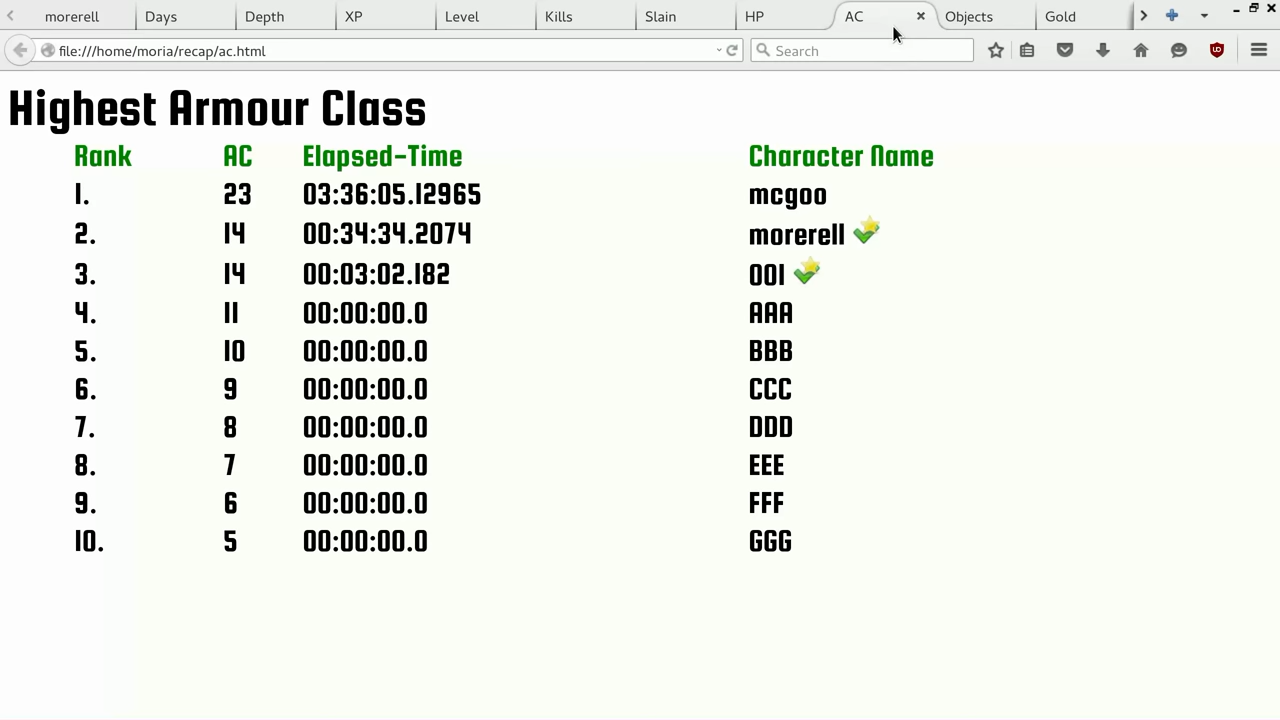 morerell Days Depth XP Level Kills Slain HP AC Objects Gold
file:///home/moria/recap/ac.html Search
Highest Armour Class
Rank AC Elapsed-Time Character Name
1. 23 03:36:05.12965 mcgoo
2. 14 00:34:34.2074 morerell
3. 14 00:03:02.182 001
4. 11 00:00:00.0 AAA
5. 10 00:00:00.0 BBB
6. 9 00:00:00.0 CCC
7. 8 00:00:00.0 DDD
8. 7 00:00:00.0 EEE
9. 6 00:00:00.0 FFF
10. 5 00:00:00.0 GGG